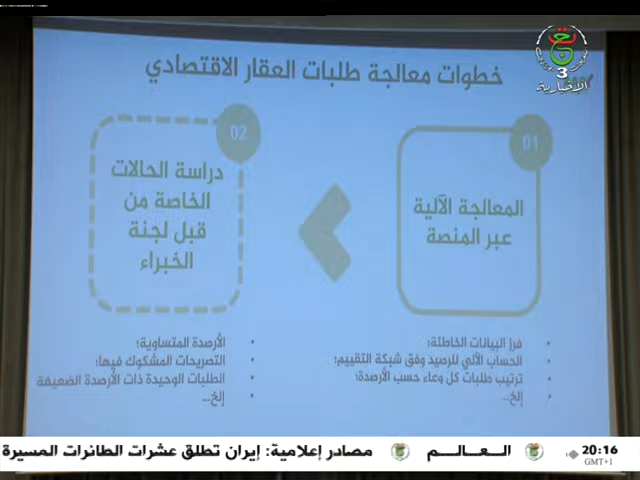 3
الإخبارية
خطوات معالجة طلبات العقار الاقتصادي
01
المعالجة الآلية
عبر المنصة
02
دراسة الحالات
الخاصة من
قبل لجنة
الخبراء
فرز البيانات الخاطئة؛
الحساب الآلي للرصيد وفق شبكة التقييم؛
ترتيب طلبات كل وعاء حسب الأرصدة؛
إلخ...
الأرصدة المتساوية؛
التصريحات المشكوك فيها؛
الطلبات الوحيدة ذات الأرصدة الضعيفة
إلخ...
20:16
GMT+1
العالم
مصادر إعلامية: إيران تطلق عشرات الطائرات المسيرة